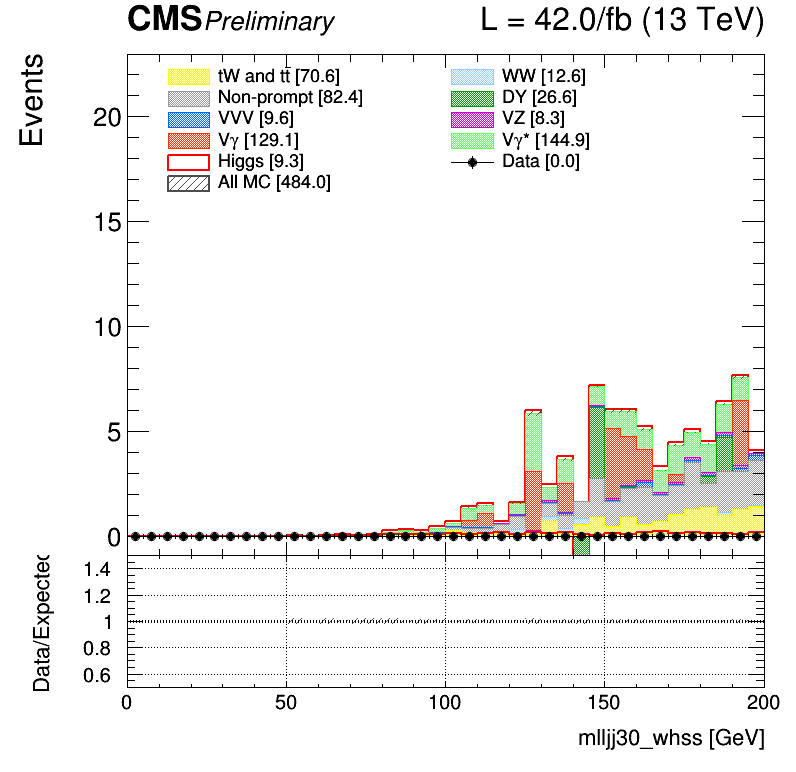 CMS Preliminary L = 42.0/fb (13 TeV)
Events
tW and tt̄ [70.6] WW [12.6]
Non-prompt [82.4] DY [26.6]
VVV [9.6] VZ [8.3]
Vγ [129.1] Vγ* [144.9]
Higgs [9.3] Data [0.0]
All MC [484.0]
20
15
10
5
0
Data/Expected
1.4
1.2
1
0.8
0.6
0 50 100 150 200
mlljj30_whss [GeV]